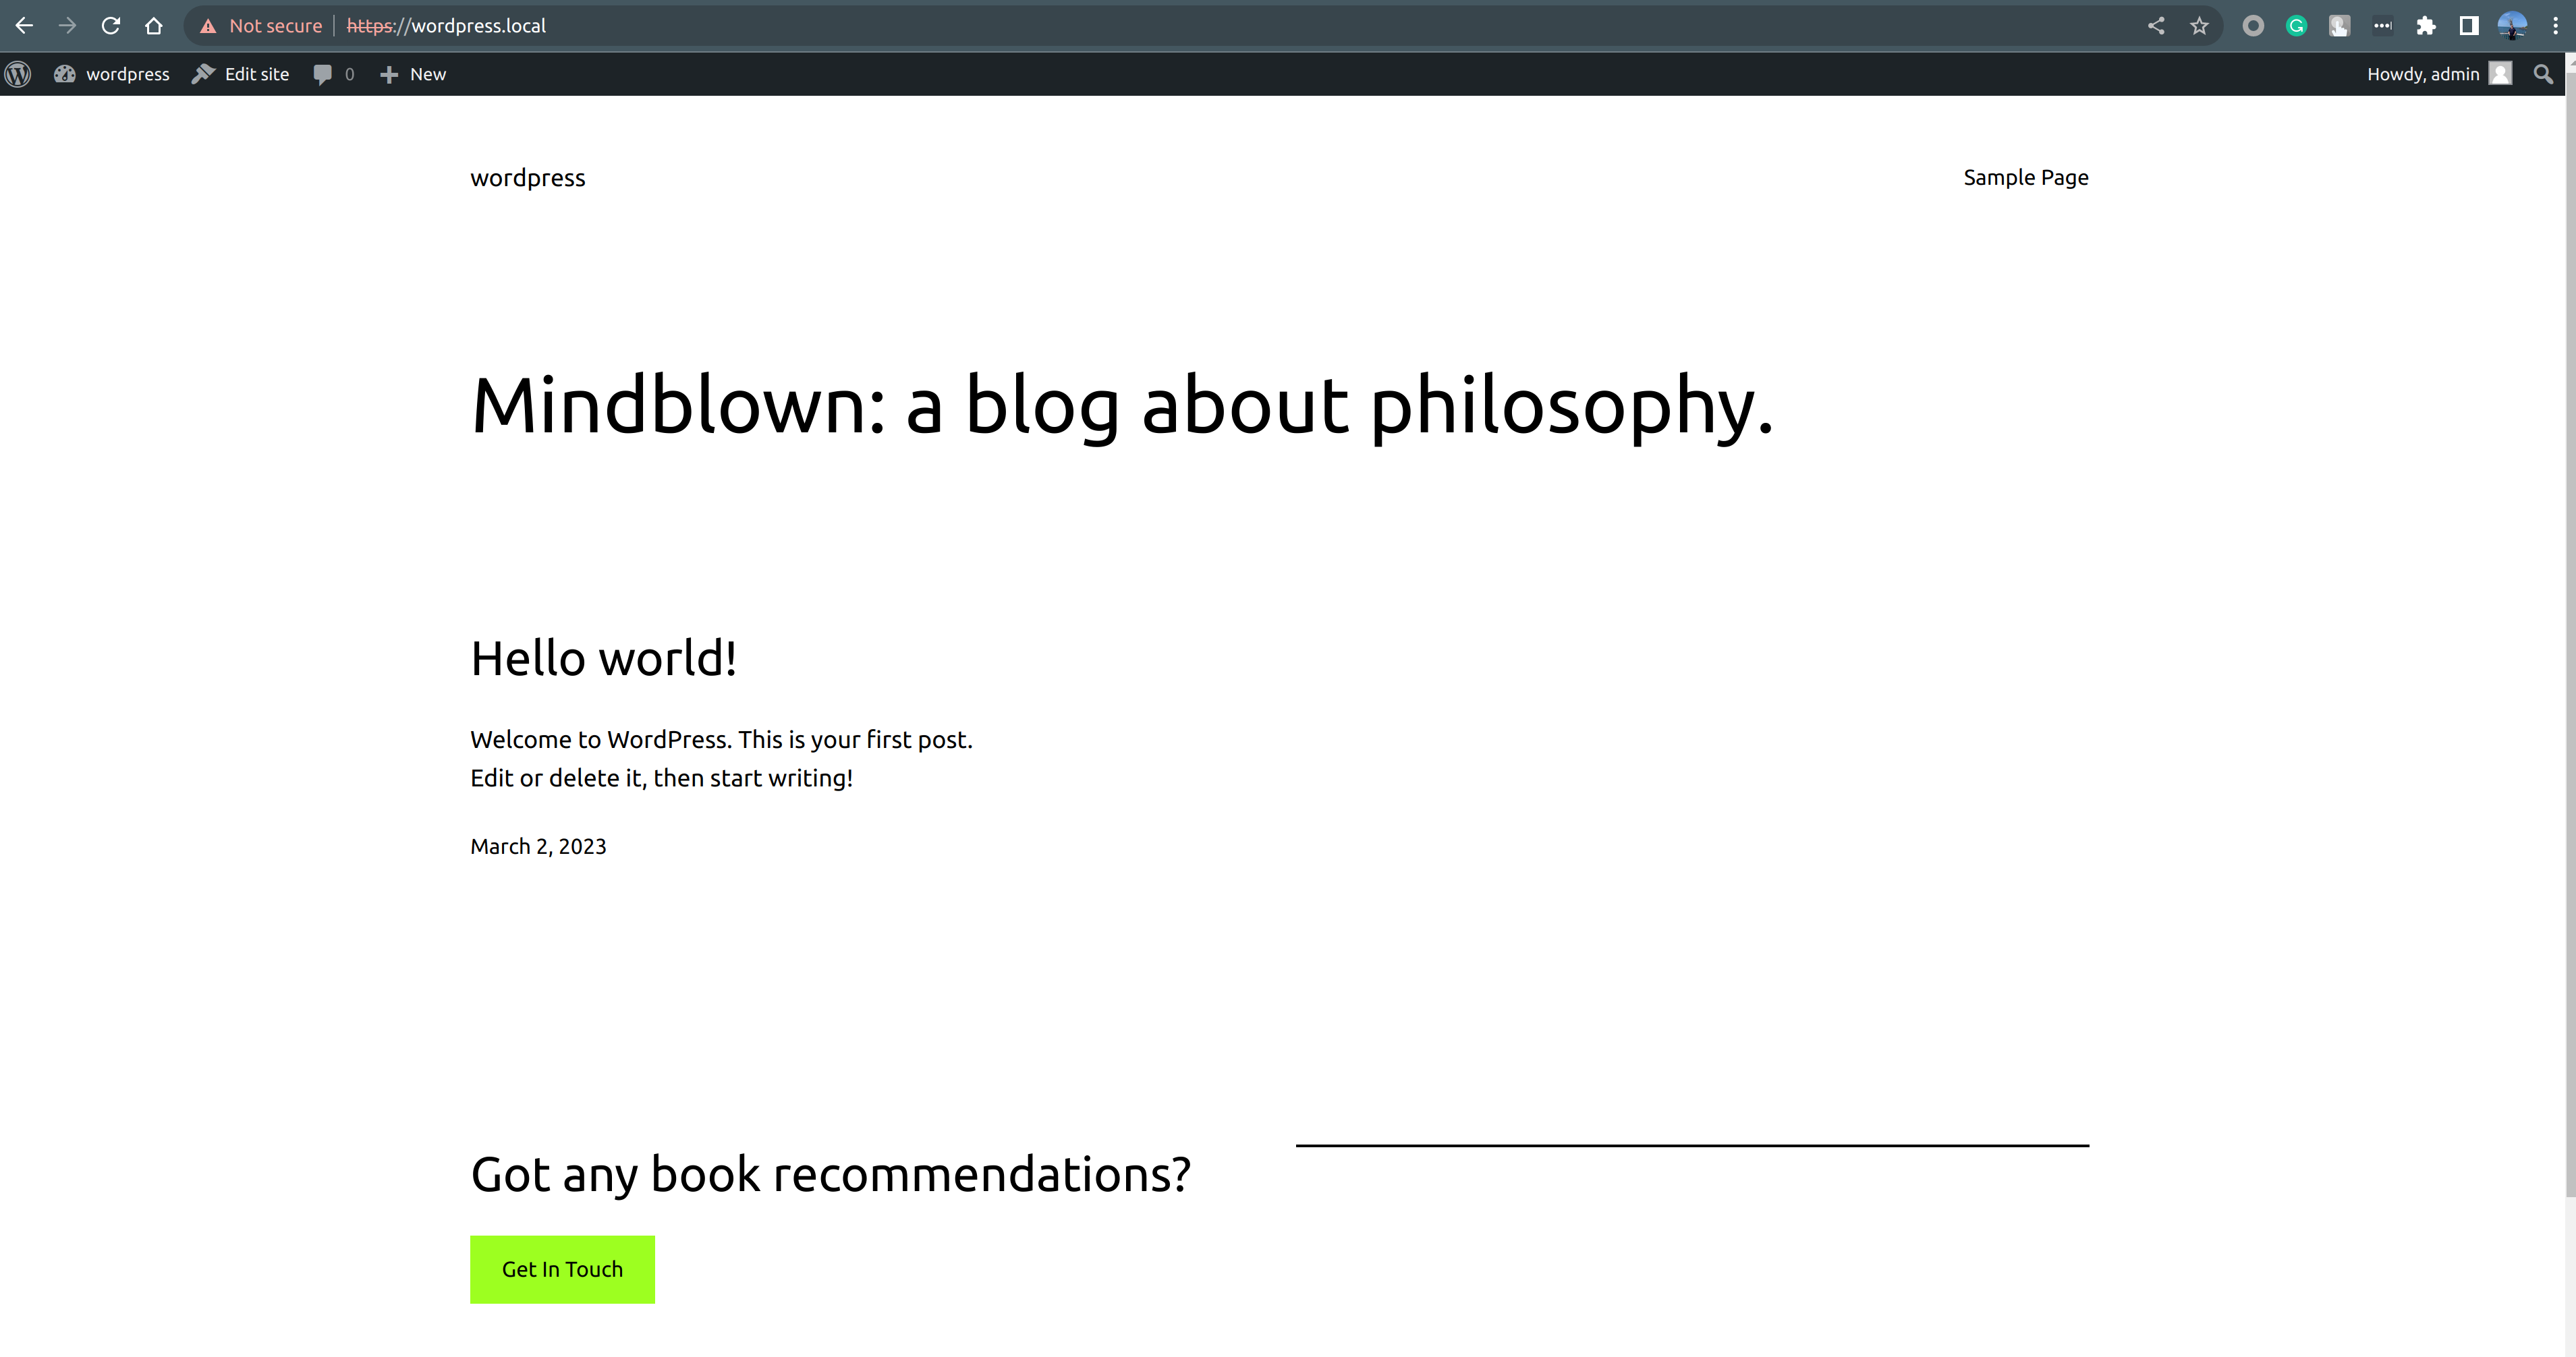 Not secure https://wordpress.local
wordpress Edit site 0 New Howdy, admin
wordpress Sample Page
Mindblown: a blog about philosophy.
Hello world!
Welcome to WordPress. This is your first post.
Edit or delete it, then start writing!
March 2, 2023
Got any book recommendations?
Get In Touch